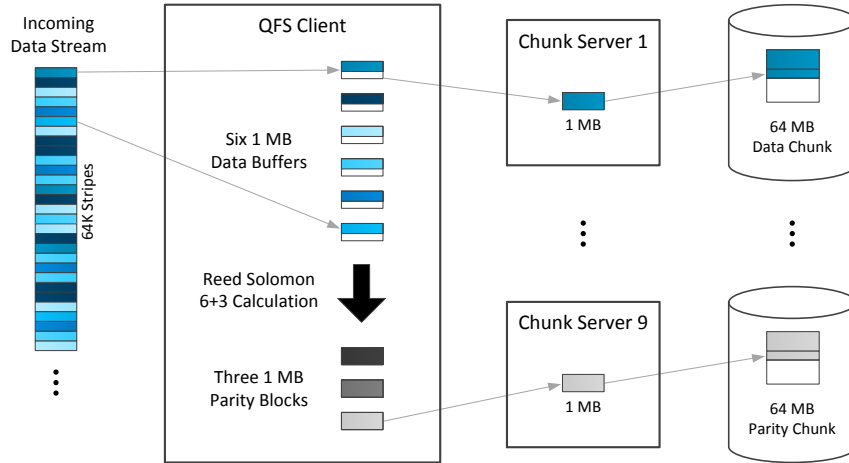 Incoming
Data Stream
64K Stripes
QFS Client
Six 1 MB
Data Buffers
Reed Solomon
6+3 Calculation
Three 1 MB
Parity Blocks
Chunk Server 1
1 MB
64 MB
Data Chunk
Chunk Server 9
1 MB
64 MB
Parity Chunk